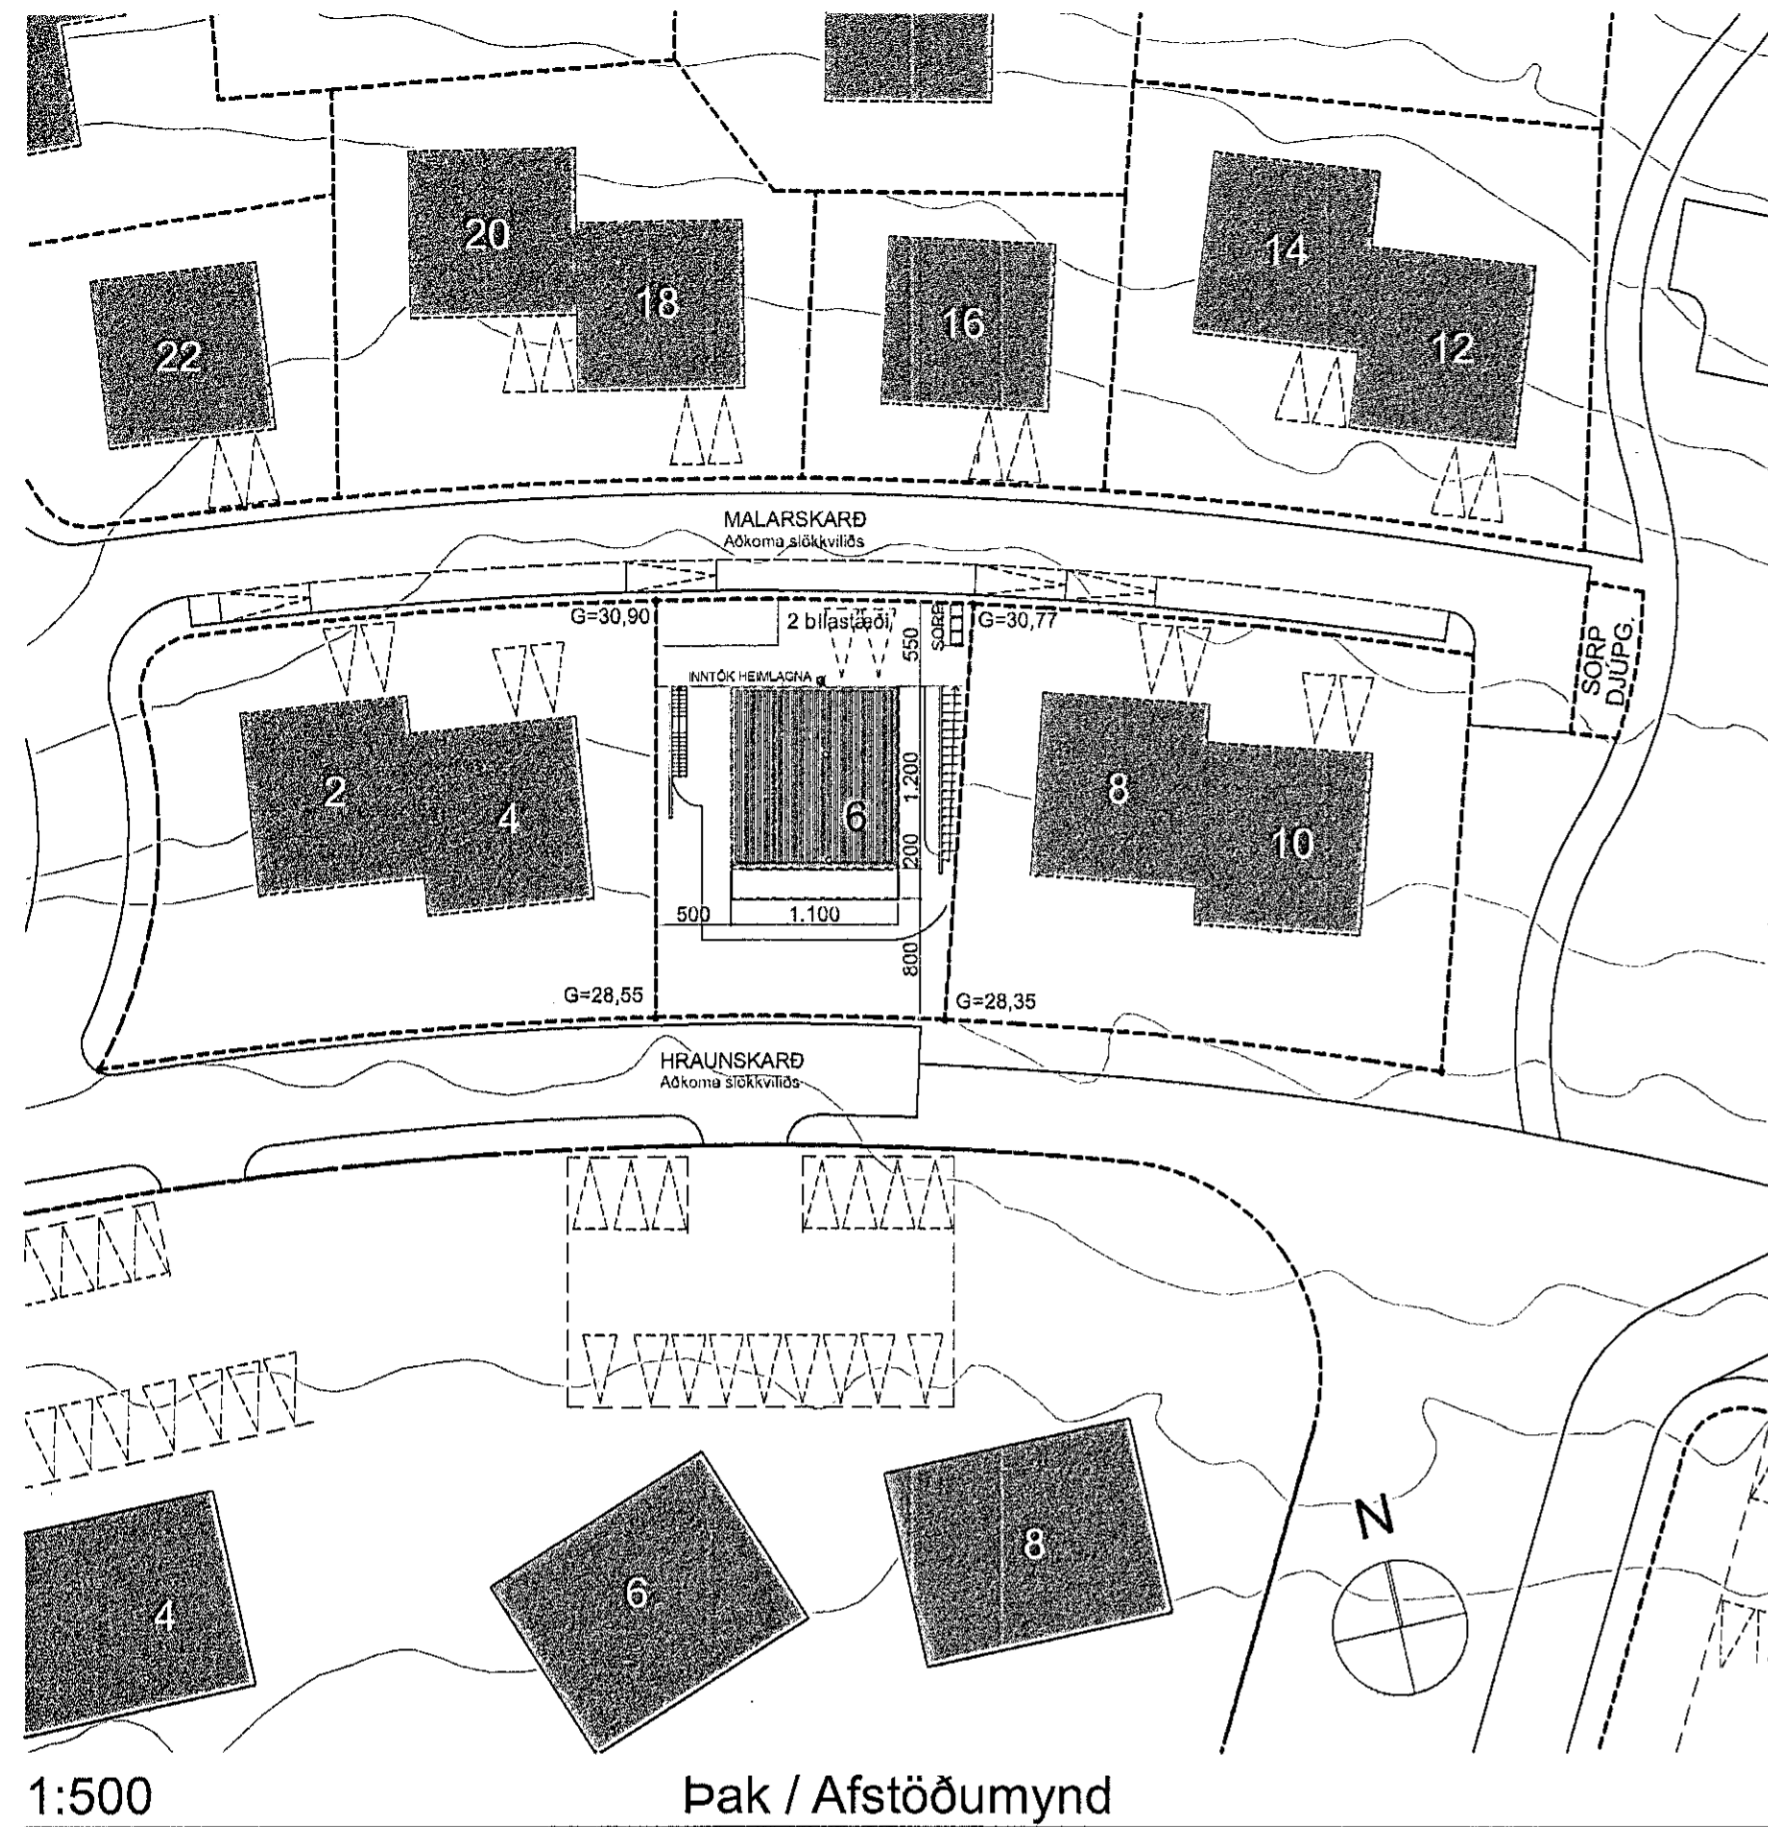 20
14
18
16
12
22
MALARSKARÐ
Aðkoma slökkviliðs
G=30,90
2 bílastæði
550
SORP
G=30,77
SORP
DJÚPG.
INNTÖK HEIMLAGNA
2
4
6
1.200
8
10
200
500
1.100
800
G=28,55
G=28,35
HRAUNSKARÐ
Aðkoma slökkviliðs
N
4
6
8
1:500
Þak / Afstöðumynd